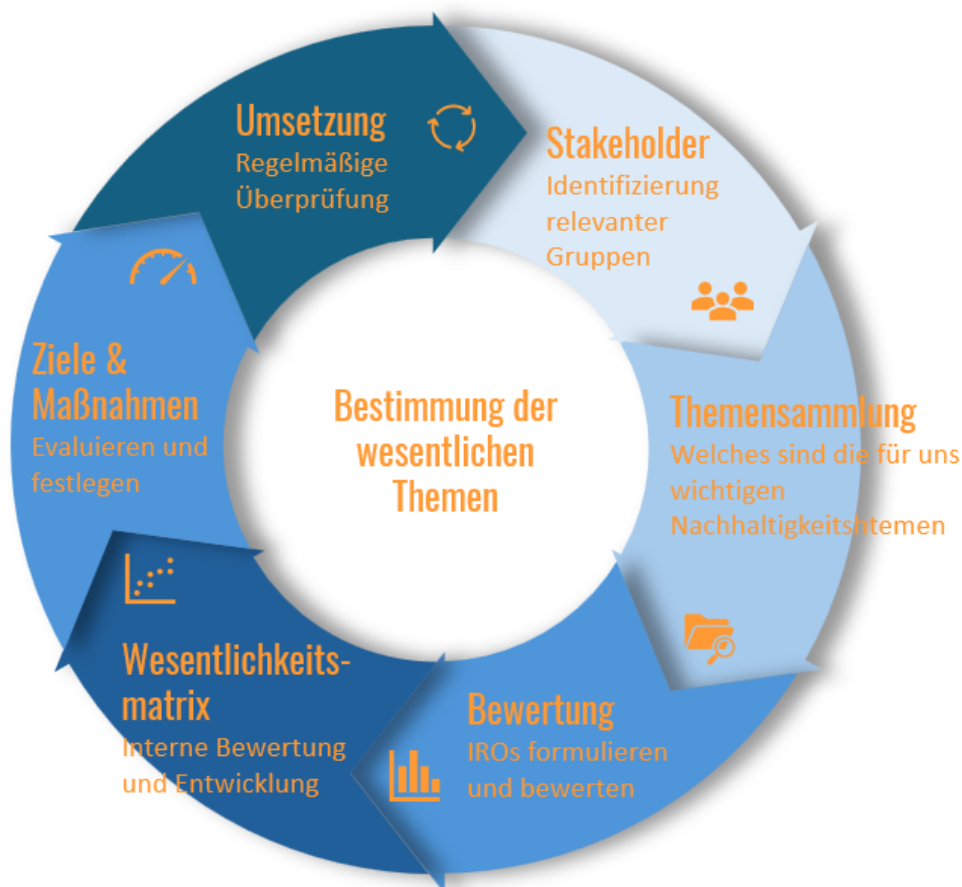 Umsetzung
Regelmäßige
Überprüfung
Stakeholder
Identifizierung
relevanter
Gruppen
Themensammlung
Welches sind die für uns
wichtigen
Nachhaltigkeitshtemen
Bewertung
IROs formulieren
und bewerten
Wesentlichkeits-
matrix
Interne Bewertung
und Entwicklung
Ziele &
Maßnahmen
Evaluieren und
festlegen
Bestimmung der
wesentlichen
Themen